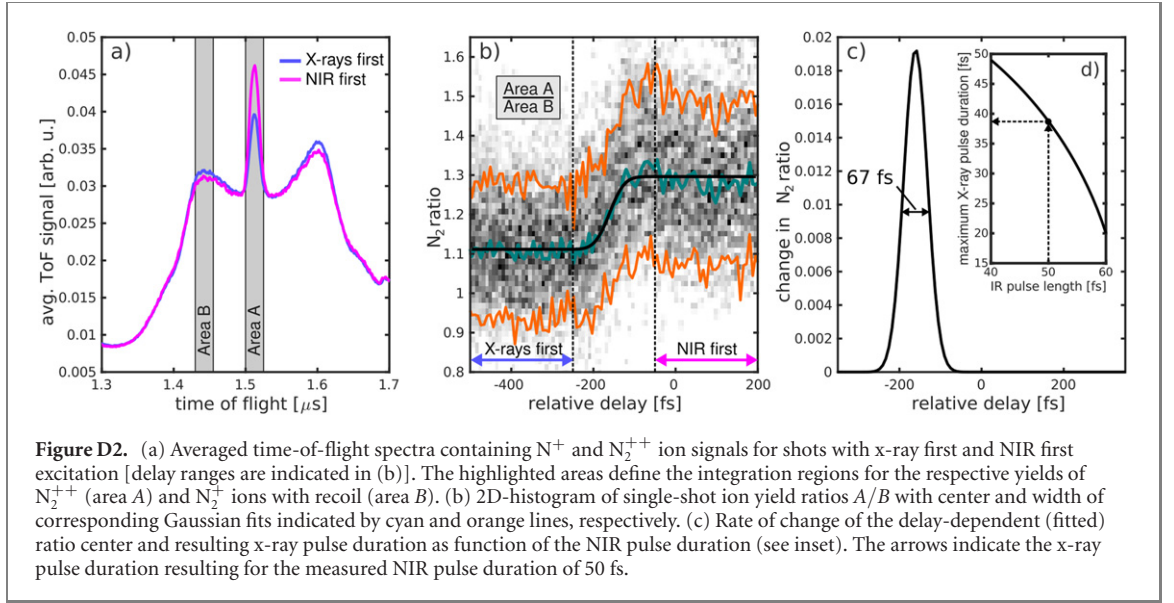 a)
X-rays first
NIR first
avg. ToF signal [arb. u.]
0.05
0.045
0.04
0.035
0.03
0.025
0.02
0.015
0.01
0.005
Area B
Area A
1.3 1.4 1.5 1.6 1.7
time of flight [μs]
b)
Area A
Area B
N2 ratio
1.6
1.5
1.4
1.3
1.2
1.1
1
0.9
0.8
X-rays first
NIR first
-400 -200 0 200
relative delay [fs]
c)
change in N2 ratio
0.02
0.018
0.016
0.014
0.012
0.01
0.008
0.006
0.004
0.002
0
67 fs
-200 0 200
relative delay [fs]
d)
maximum X-ray pulse duration [fs]
50
45
40
35
30
25
20
15
40 50 60
IR pulse length [fs]
Figure D2. (a) Averaged time-of-flight spectra containing N⁺ and N₂⁺⁺ ion signals for shots with x-ray first and NIR first
excitation [delay ranges are indicated in (b)]. The highlighted areas define the integration regions for the respective yields of
N₂⁺⁺ (area A) and N₂⁺ ions with recoil (area B). (b) 2D-histogram of single-shot ion yield ratios A/B with center and width of
corresponding Gaussian fits indicated by cyan and orange lines, respectively. (c) Rate of change of the delay-dependent (fitted)
ratio center and resulting x-ray pulse duration as function of the NIR pulse duration (see inset). The arrows indicate the x-ray
pulse duration resulting for the measured NIR pulse duration of 50 fs.